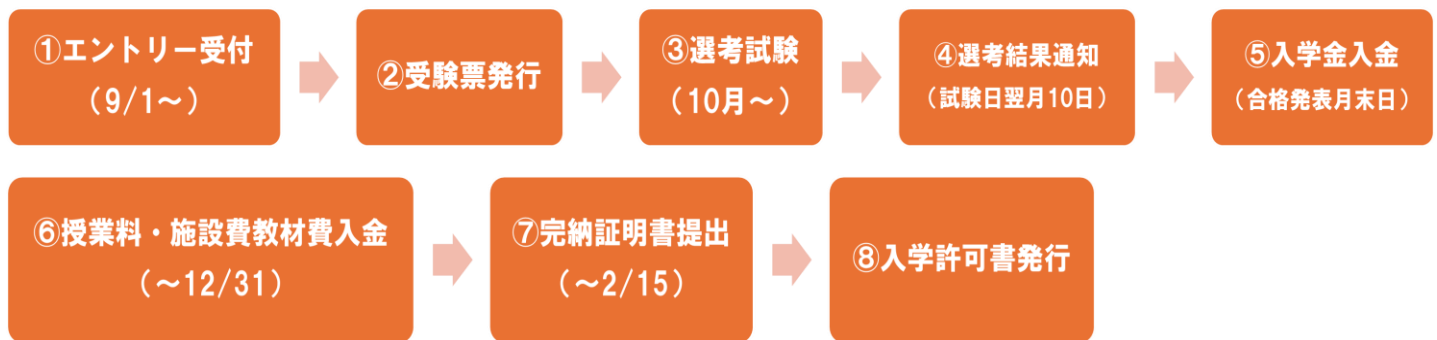 ①エントリー受付
（9/1～）
②受験票発行
③選考試験
（10月～）
④選考結果通知
（試験日翌月10日）
⑤入学金入金
（合格発表月末日）
⑥授業料・施設費教材費入金
（～12/31）
⑦完納証明書提出
（～2/15）
⑧入学許可書発行